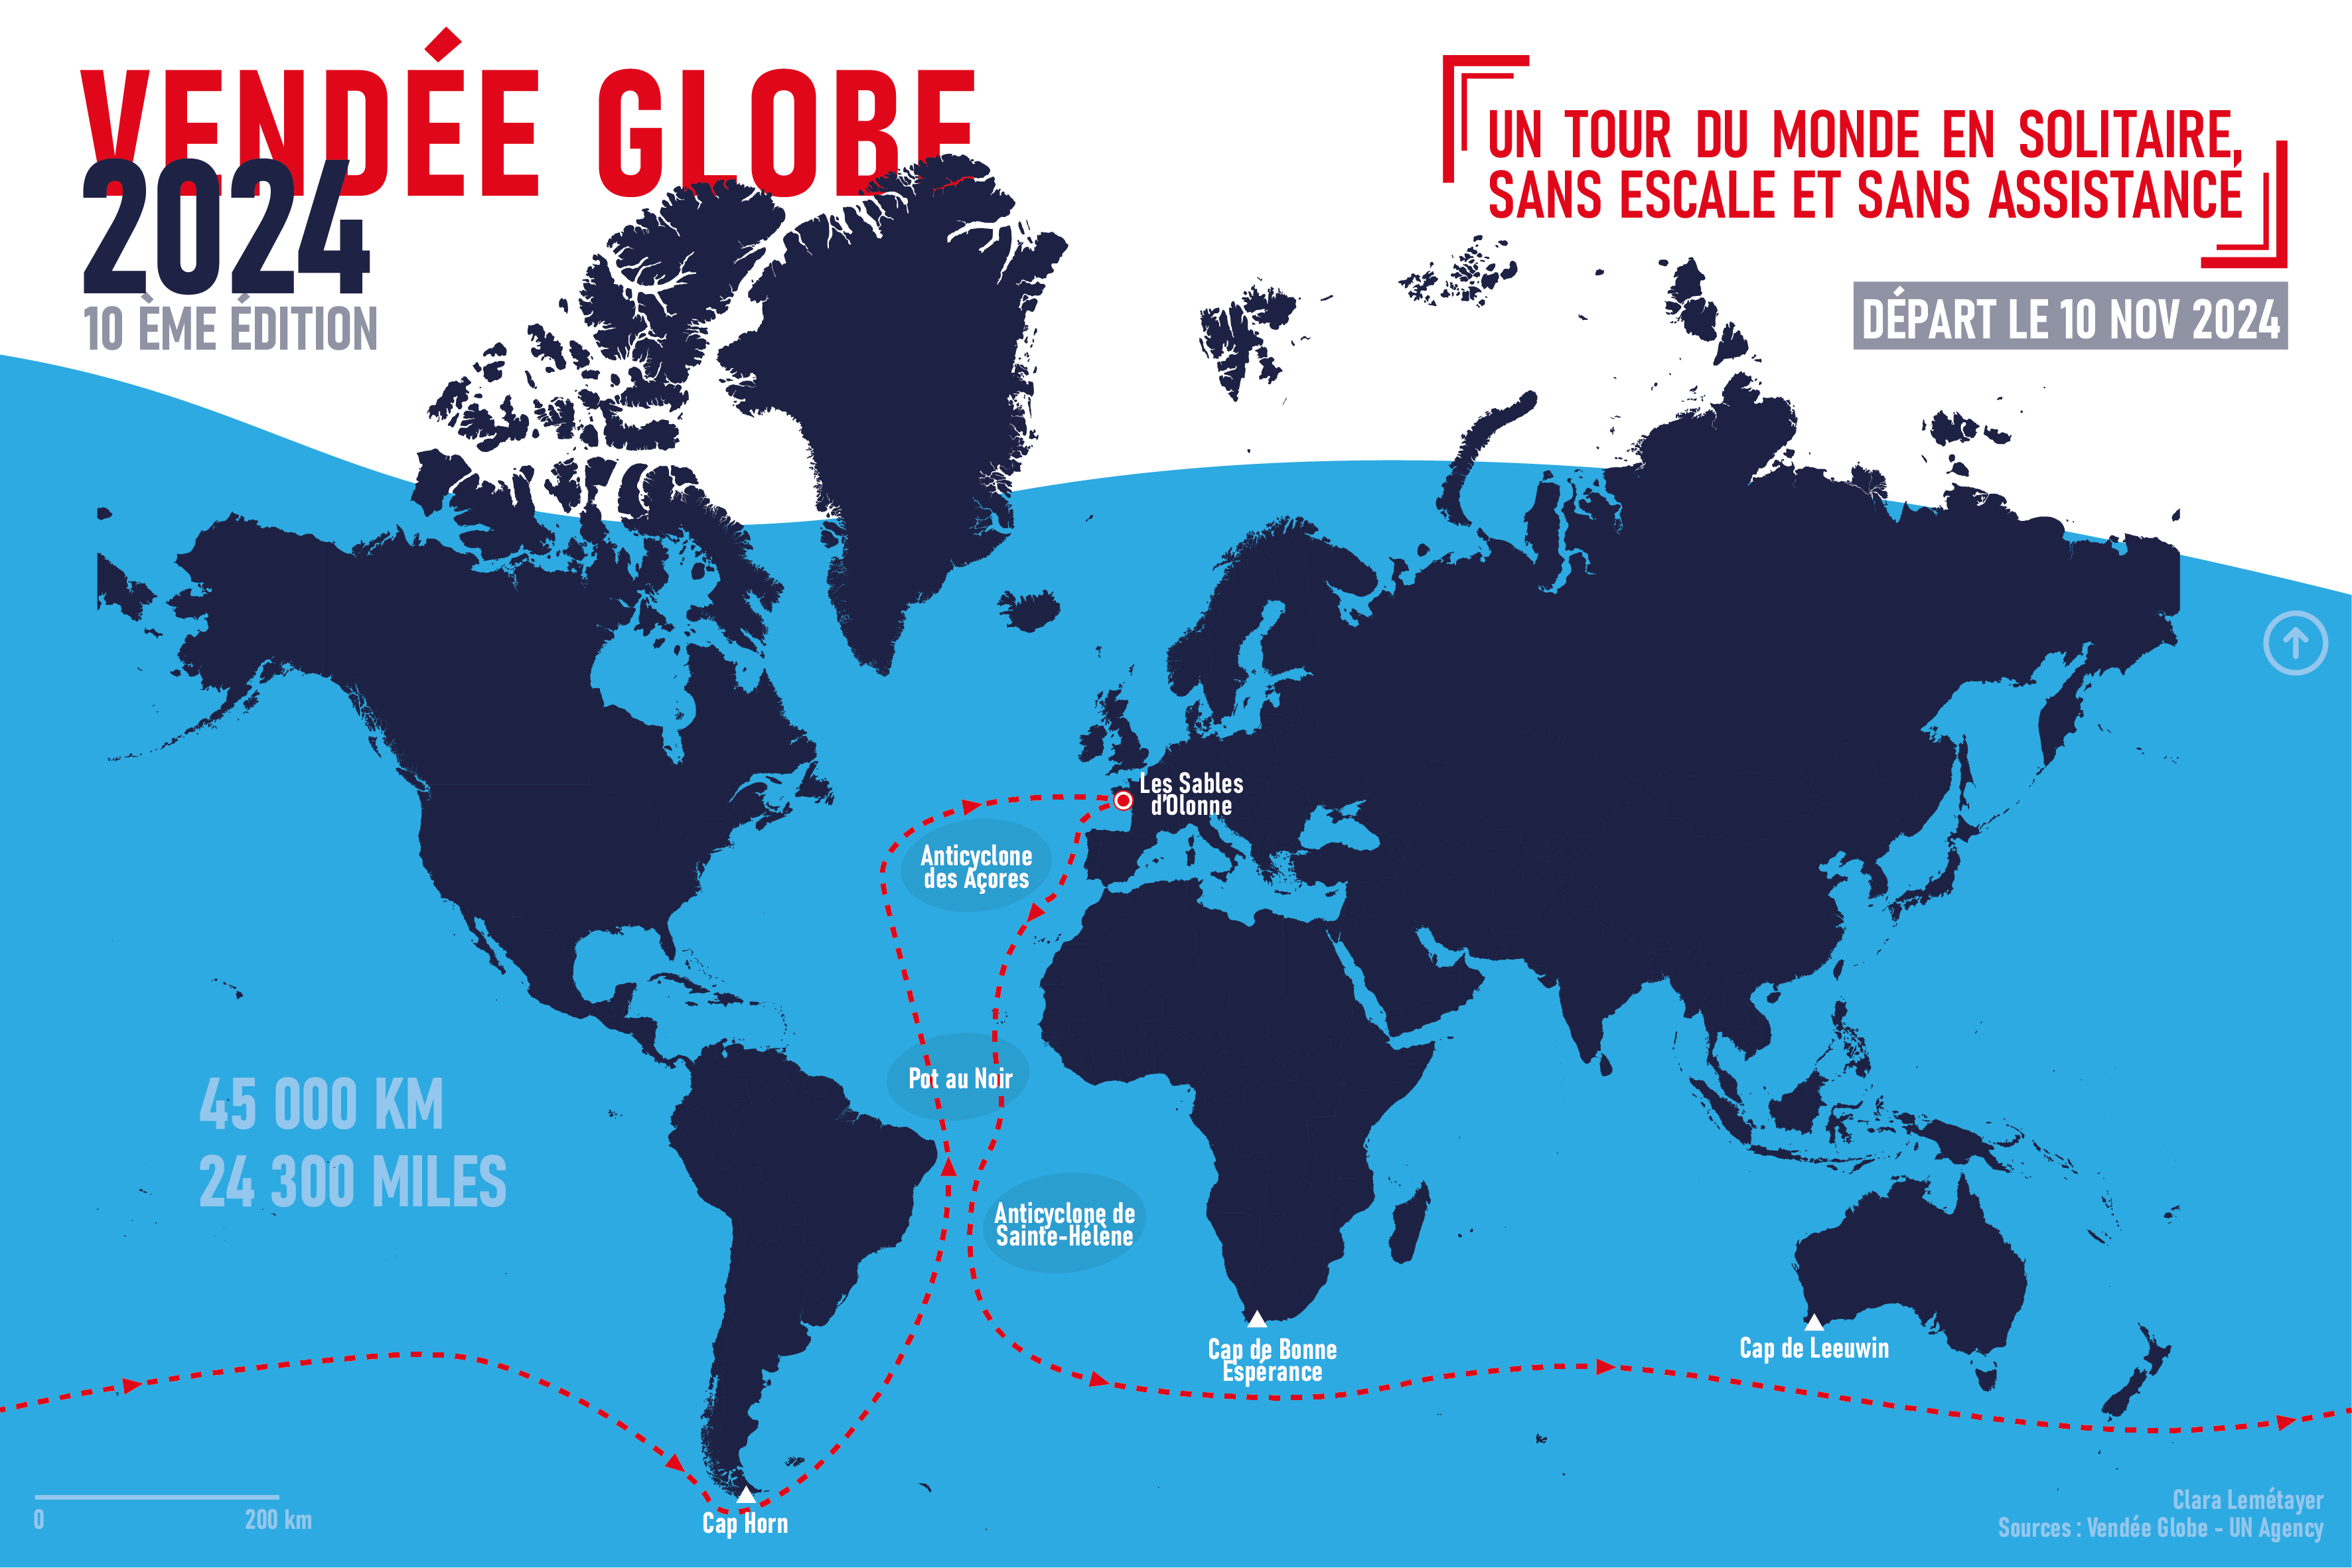 VENDÉE GLOBE
2024
10 ÈME ÉDITION
UN TOUR DU MONDE EN SOLITAIRE,
SANS ESCALE ET SANS ASSISTANCE
DÉPART LE 10 NOV 2024
Les Sables
d'Olonne
Anticyclone
des Açores
Pot au Noir
45 000 KM
24 300 MILES
Anticyclone de
Sainte-Hélène
Cap de Bonne
Espérance
Cap de Leeuwin
Cap Horn
0 200 km
Clara Lemétayer
Sources : Vendée Globe - UN Agency